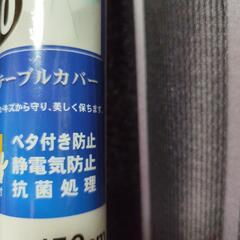 テーブルカバー
キズから守り、美しく保ちます。
ベタ付き防止
静電気防止
抗菌処理